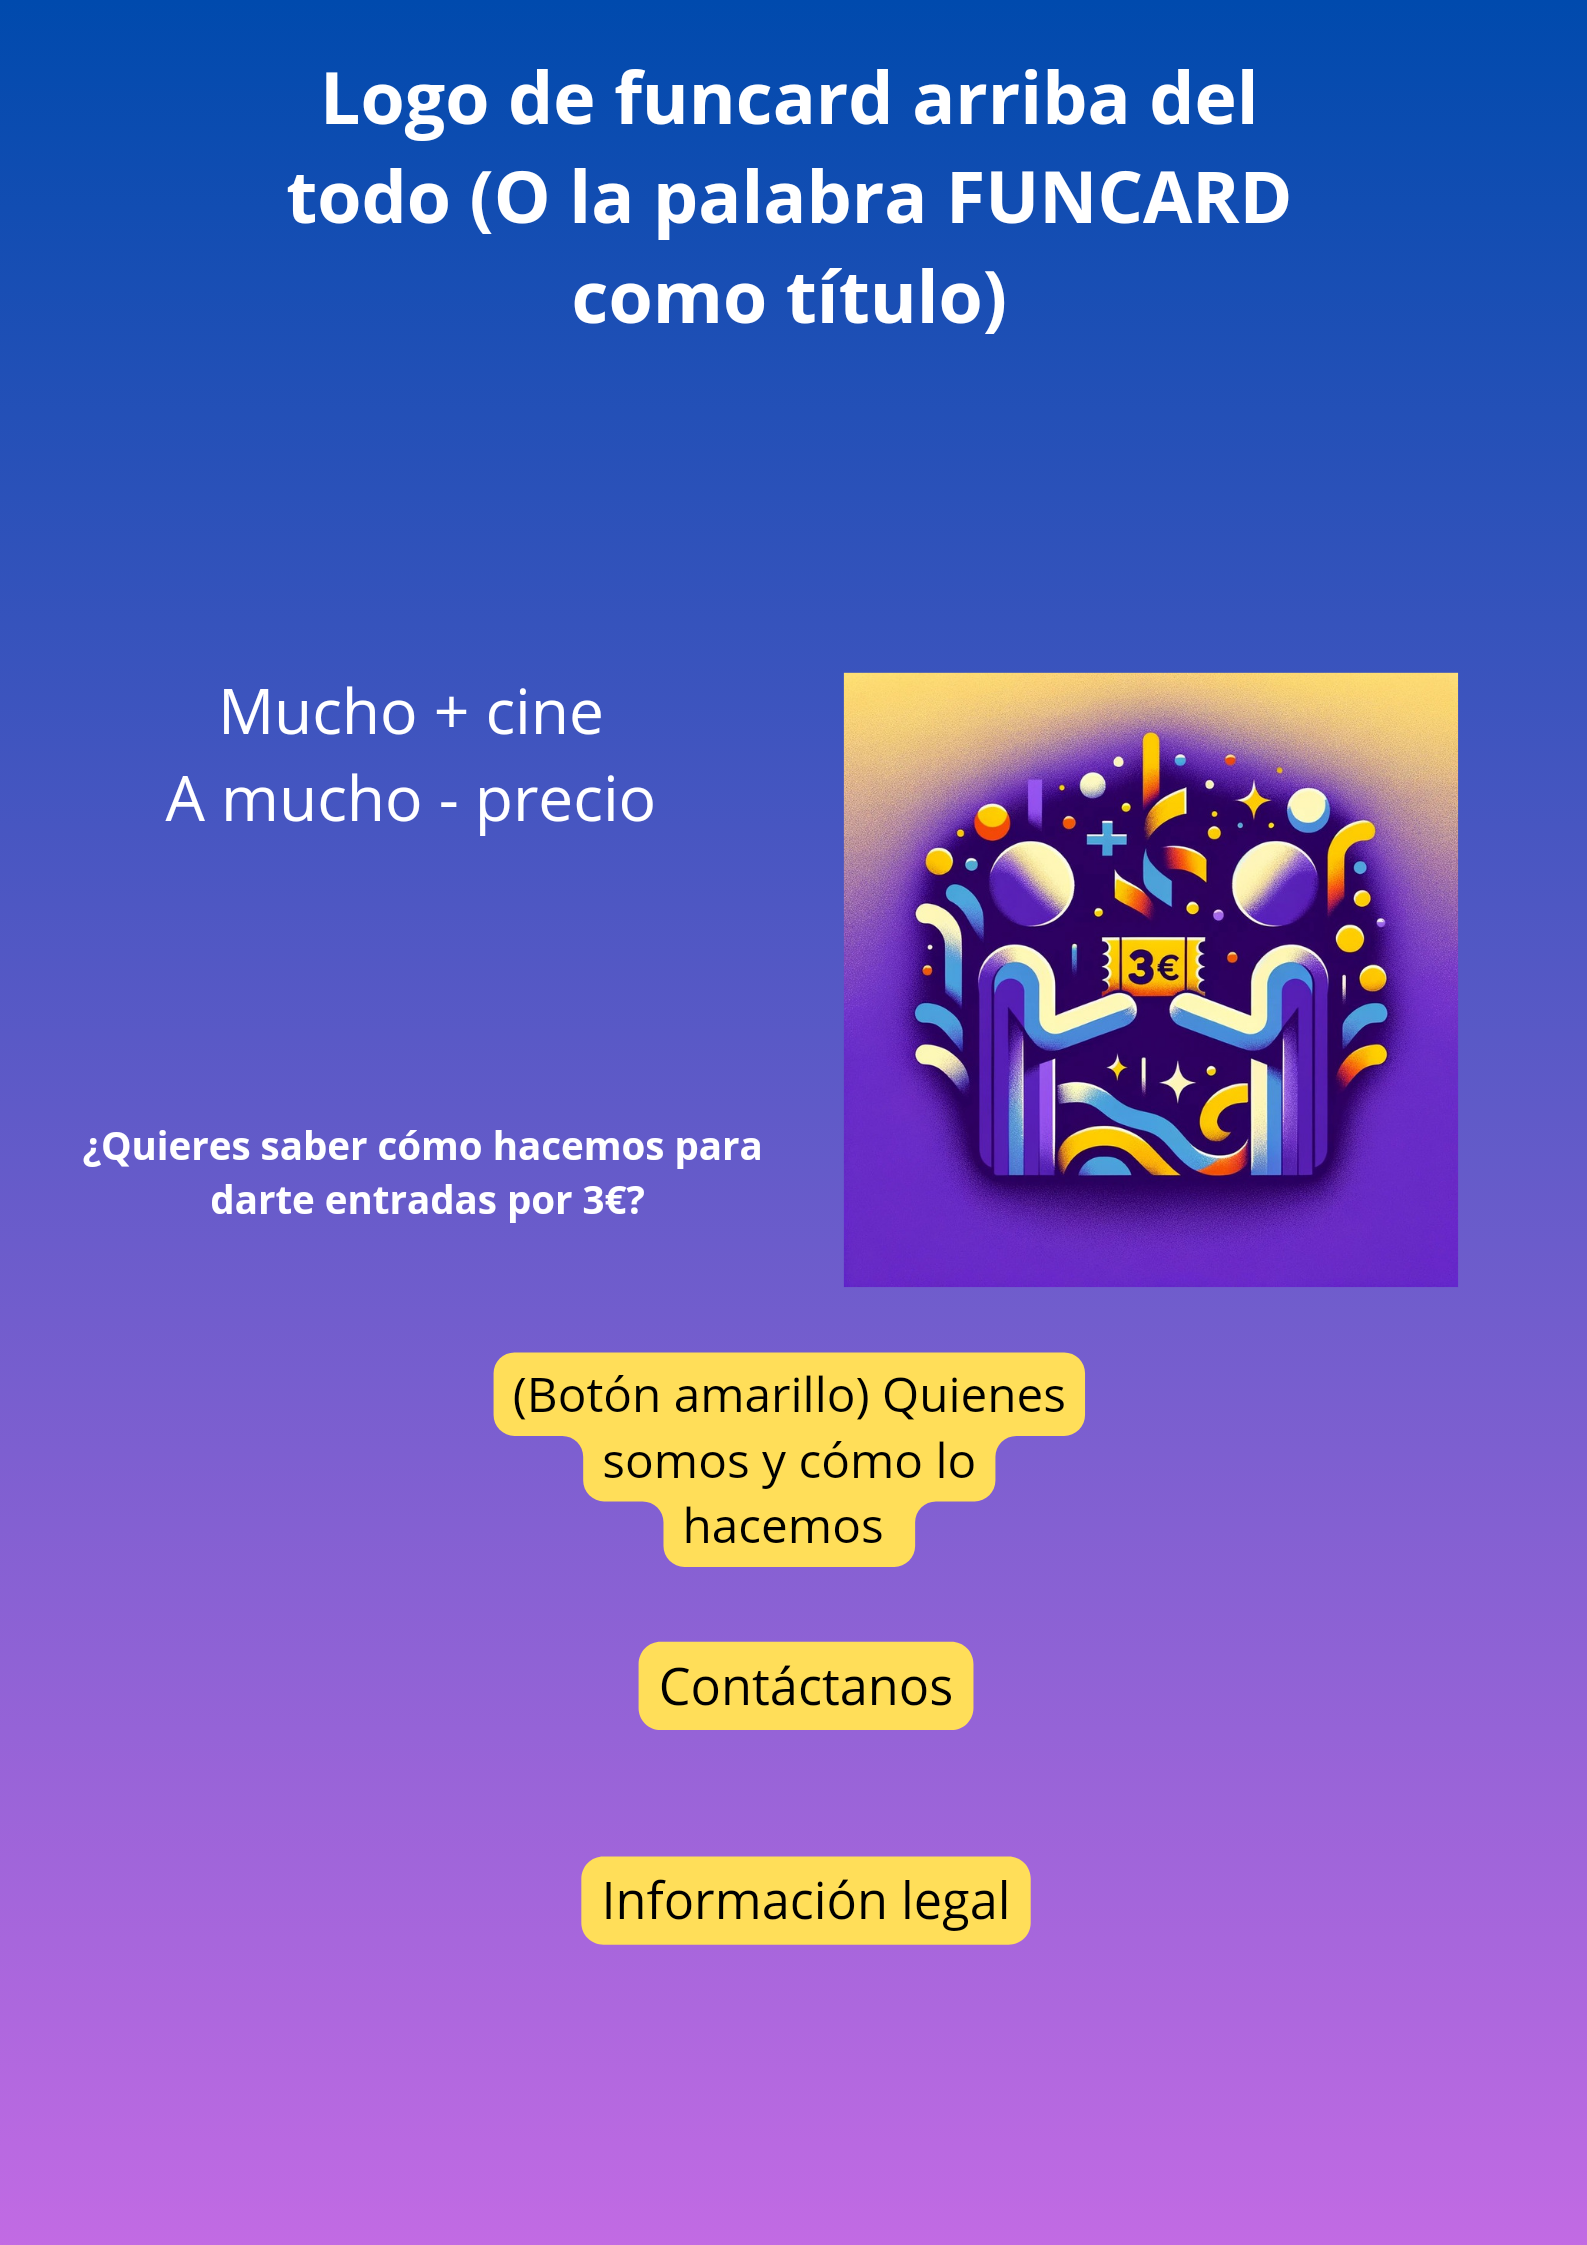 Logo de funcard arriba del
todo (O la palabra FUNCARD
como título)
Mucho + cine
A mucho - precio
3€
¿Quieres saber cómo hacemos para
darte entradas por 3€?
(Botón amarillo) Quienes
somos y cómo lo
hacemos
Contáctanos
Información legal